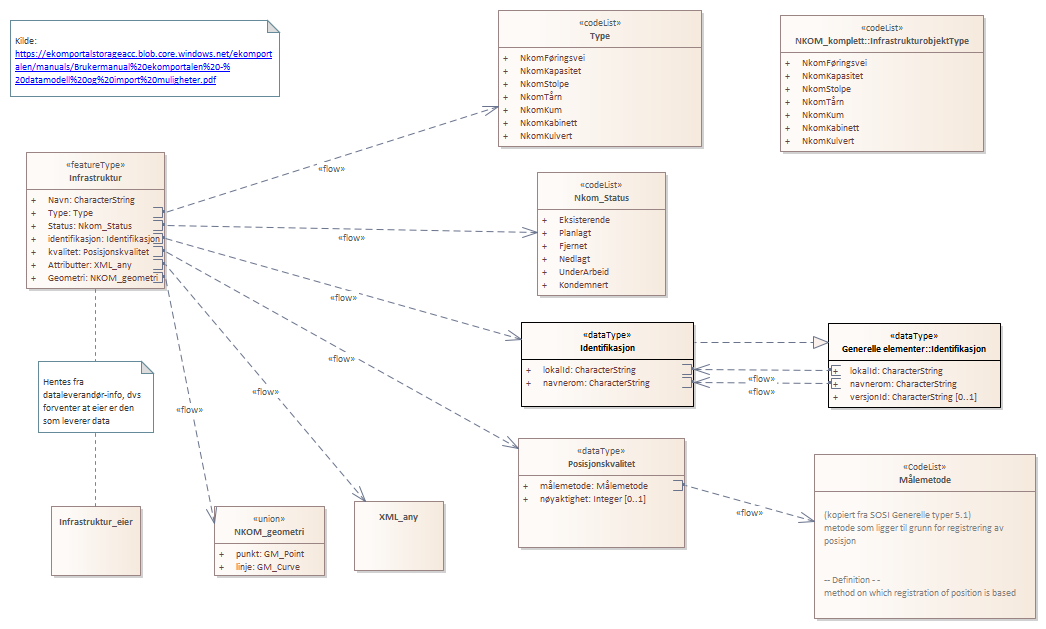 Kilde:
https://ekomportalstorageacc.blob.core.windows.net/ekomport
alen/manuals/Brukermanual%20ekomportalen%20-%
20datamodell%20og%20import%20muligheter.pdf
«codeList»
Type
+ NkomFøringsvei
+ NkomKapasitet
+ NkomStolpe
+ NkomTårn
+ NkomKum
+ NkomKabinett
+ NkomKulvert
«codeList»
NKOM_komplett::InfrastrukturobjektType
+ NkomFøringsvei
+ NkomKapasitet
+ NkomStolpe
+ NkomTårn
+ NkomKum
+ NkomKabinett
+ NkomKulvert
«featureType»
Infrastruktur
+ Navn: CharacterString
+ Type: Type
+ Status: Nkom_Status
+ identifikasjon: Identifikasjon
+ kvalitet: Posisjonskvalitet
+ Attributter: XML_any
+ Geometri: NKOM_geometri
«flow»
«flow»
«flow»
«flow»
«flow»
«flow»
«codeList»
Nkom_Status
+ Eksisterende
+ Planlagt
+ Fjernet
+ Nedlagt
+ UnderArbeid
+ Kondemnert
«dataType»
Identifikasjon
+ lokalId: CharacterString
+ navnerom: CharacterString
«flow»
«flow»
«dataType»
Generelle elementer::Identifikasjon
+ lokalId: CharacterString
+ navnerom: CharacterString
+ versjonId: CharacterString [0..1]
Hentes fra
dataleverandør-info, dvs
forventer at eier er den
som leverer data
«dataType»
Posisjonskvalitet
+ målemetode: Målemetode
+ nøyaktighet: Integer [0..1]
«flow»
«CodeList»
Målemetode
(kopiert fra SOSI Generelle typer 5.1)
metode som ligger til grunn for registrering av
posisjon
-- Definition - -
method on which registration of position is based
Infrastruktur_eier
«union»
NKOM_geometri
+ punkt: GM_Point
+ linje: GM_Curve
XML_any